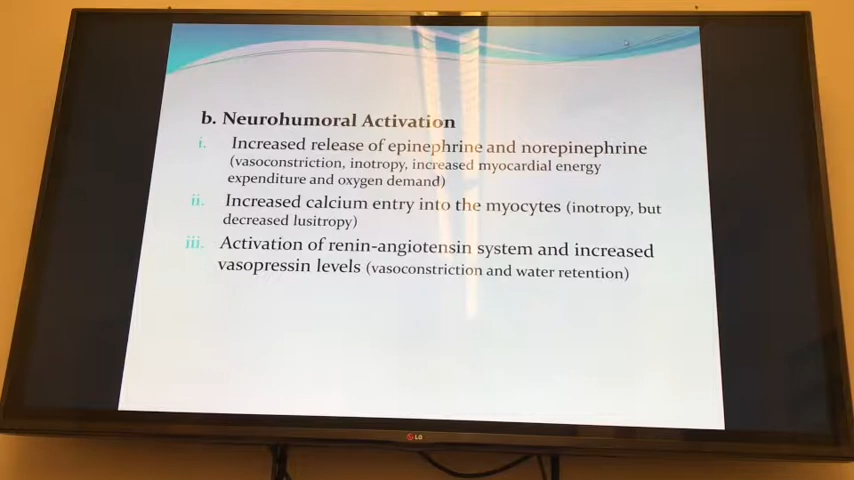 b. Neurohumoral Activation
i. Increased release of epinephrine and norepinephrine
(vasoconstriction, inotropy, increased myocardial energy
expenditure and oxygen demand)
ii. Increased calcium entry into the myocytes (inotropy, but
decreased lusitropy)
iii. Activation of renin-angiotensin system and increased
vasopressin levels (vasoconstriction and water retention)
LG